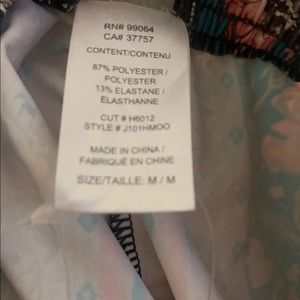 RN# 99064
CA# 37757
CONTENT/CONTENU
87% POLYESTER /
POLYESTER /
13% ELASTANE /
ELASTHANNE
CUT # H6012
STYLE # J101HMOO
MADE IN CHINA /
FABRIQUÉ EN CHINE
SIZE/TAILLE: M / M